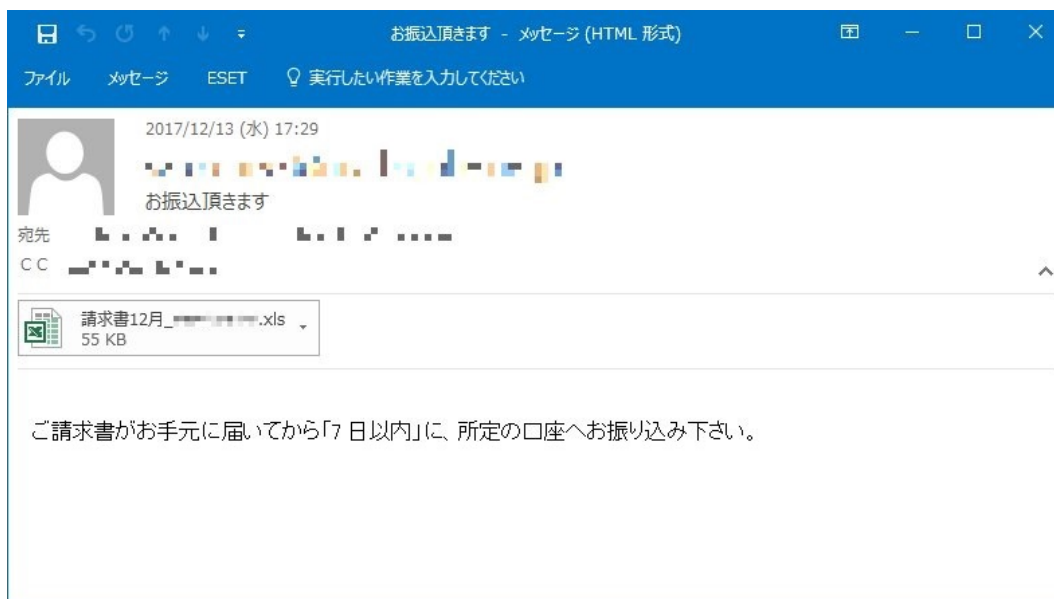 お振込頂きます - メッセージ (HTML 形式)
ファイル メッセージ ESET 実行したい作業を入力してください
2017/12/13 (水) 17:29
お振込頂きます
宛先
CC
請求書12月_ .xls
55 KB
ご請求書がお手元に届いてから「7 日以内」に、所定の口座へお振り込み下さい。